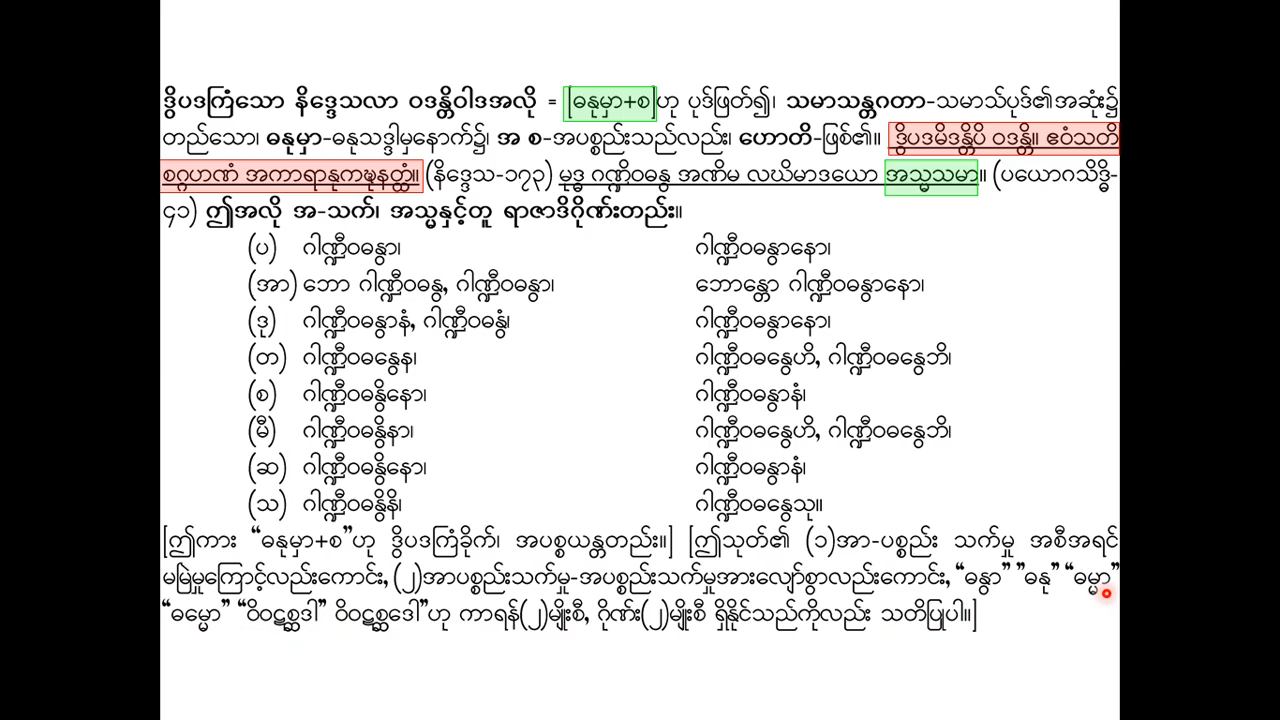 ဒွိပဒကြံသော နိဒ္ဒေသလာ ဝဒန္တိဝါဒအလို = [ဓနုမှာ+စ]ဟု ပုဒ်ဖြတ်၍၊ သမာသန္တဂတာ-သမာသ်ပုဒ်၏အဆုံး၌
တည်သော၊ ဓနုမှာ-ဓနုသဒ္ဒါမှနောက်၌၊ အ စ-အပစ္စည်းသည်လည်း၊ ဟောတိ-ဖြစ်၏။ ဒွိပဒမိဒန္တိပိ ဝဒန္တိ။ ဧဝံသတိ
စဂ္ဂဟဏံ အကာရာနုကဍ္ဎနတ္ထံ။ (နိဒ္ဒေသ-၁၇၃) မုဒ္ဓ ဂဏ္ဍိဝဓနွ အဏိမ လဃိမာဒယော အသ္မသမာ။ (ပယောဂသိဒ္ဓိ-
၄၁) ဤအလို အ-သက်၊ အသ္မနှင့်တူ ရာဇာဒိဂိုဏ်းတည်း။
(ပ) ဂါဏ္ဍီဝဓနွာ၊ ဂါဏ္ဍီဝဓနွာနော၊
(အာ) ဘော ဂါဏ္ဍီဝဓနွ, ဂါဏ္ဍီဝဓနွာ၊ ဘောန္တော ဂါဏ္ဍီဝဓနွာနော၊
(ဒု) ဂါဏ္ဍီဝဓနွာနံ, ဂါဏ္ဍီဝဓနွံ၊ ဂါဏ္ဍီဝဓနွာနော၊
(တ) ဂါဏ္ဍီဝဓနွေန၊ ဂါဏ္ဍီဝဓနွေဟိ, ဂါဏ္ဍီဝဓနွေဘိ၊
(စ) ဂါဏ္ဍီဝဓနွိနော၊ ဂါဏ္ဍီဝဓနွာနံ၊
(မီ) ဂါဏ္ဍီဝဓနွိနာ၊ ဂါဏ္ဍီဝဓနွေဟိ, ဂါဏ္ဍီဝဓနွေဘိ၊
(ဆ) ဂါဏ္ဍီဝဓနွိနော၊ ဂါဏ္ဍီဝဓနွာနံ၊
(သ) ဂါဏ္ဍီဝဓနွိနိ၊ ဂါဏ္ဍီဝဓနွေသု။
[ဤကား “ဓနုမှာ+စ”ဟု ဒွိပဒကြံခိုက်၊ အပစ္စယန္တတည်း။] [ဤသုတ်၏ (၁)အာ-ပစ္စည်း သက်မှု အစီအရင်
မမြဲမှုကြောင့်လည်းကောင်း, (၂)အာပစ္စည်းသက်မှု-အပစ္စည်းသက်မှုအားလျော်စွာလည်းကောင်း, “ဓနွာ” ”ဓနု” “ဓမ္မာ”
“ဓမ္မော” “ဝိဝဋစ္ဆဒါ” ဝိဝဋစ္ဆဒေါ”ဟု ကာရန်(၂)မျိုးစီ, ဂိုဏ်း(၂)မျိုးစီ ရှိနိုင်သည်ကိုလည်း သတိပြုပါ။]